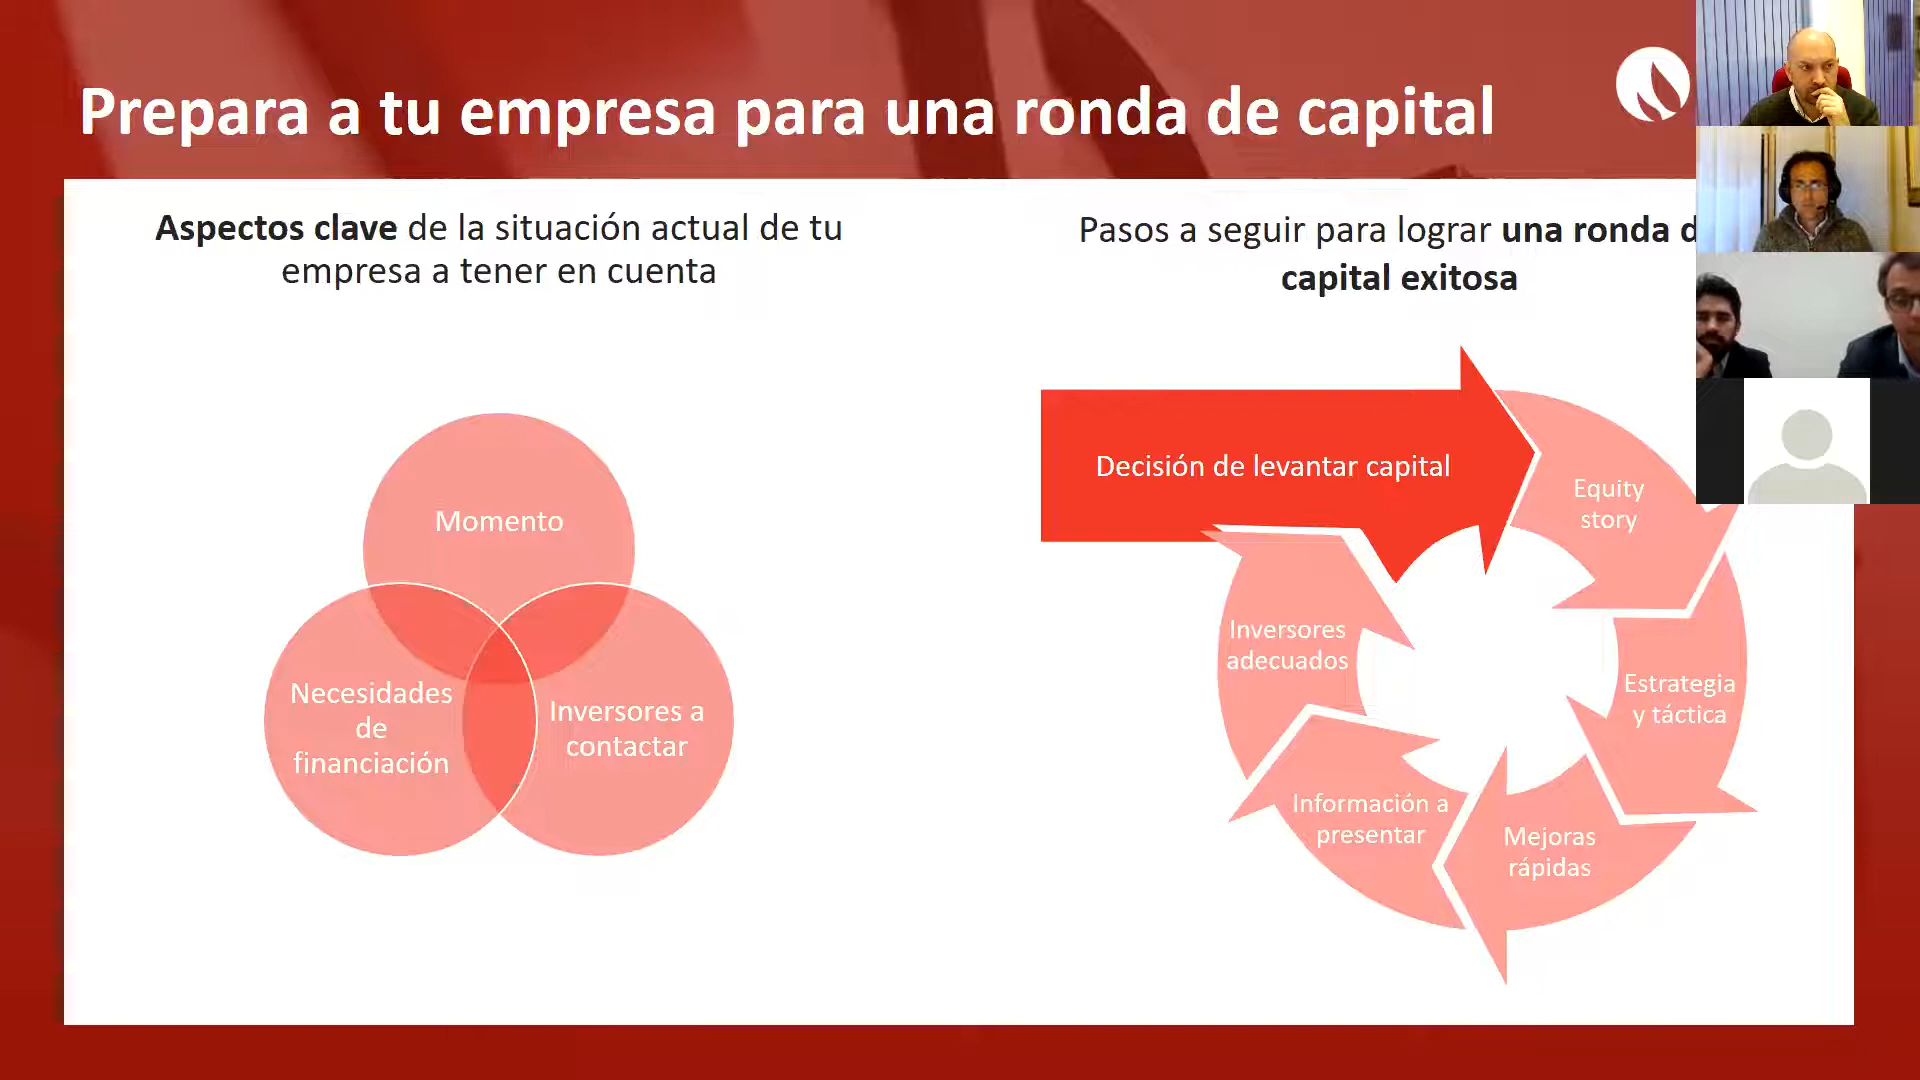 Prepara a tu empresa para una ronda de capital
Aspectos clave de la situación actual de tu
empresa a tener en cuenta
Momento
Necesidades
de
financiación
Inversores a
contactar
Pasos a seguir para lograr una ronda
capital exitosa
Decisión de levantar capital
Equity
story
Estrategia
y táctica
Mejoras
rápidas
Información a
presentar
Inversores
adecuados